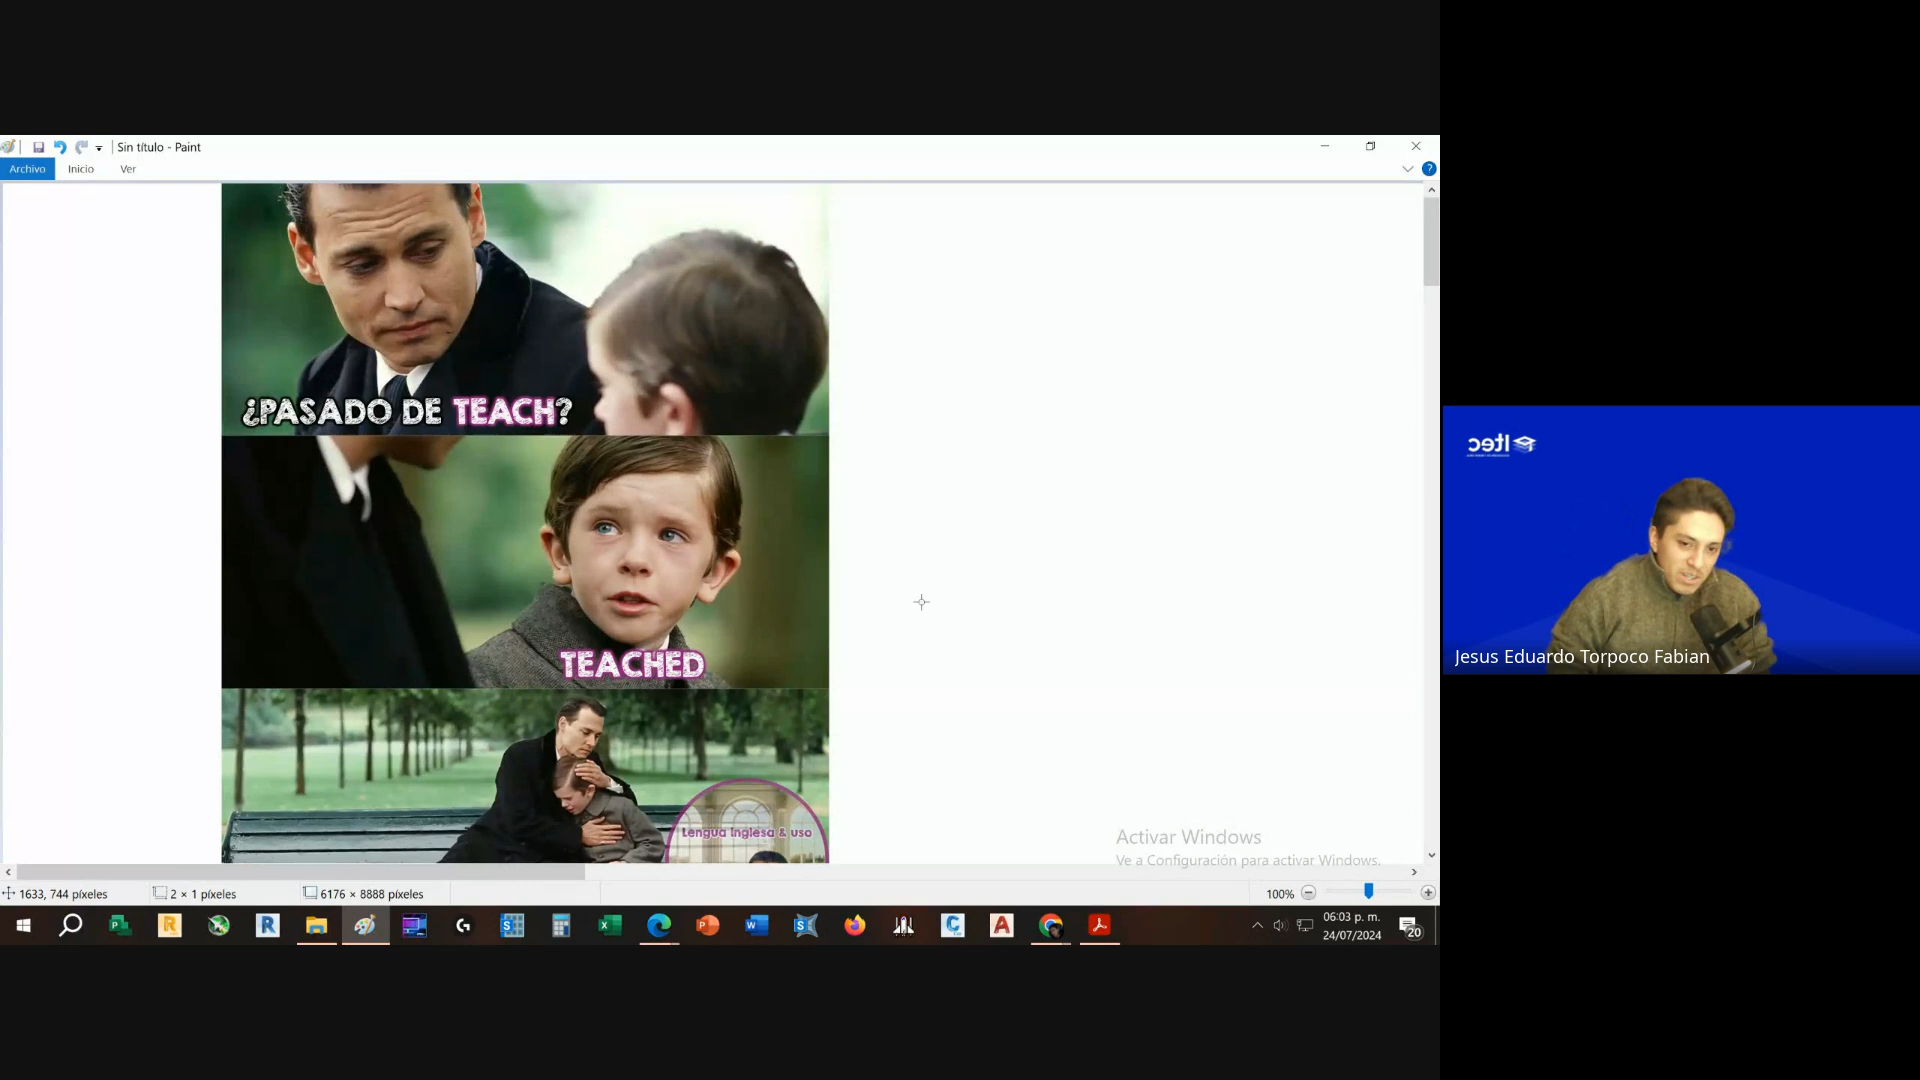 Sin título - Paint
Archivo
Inicio
Ver
¿PASADO DE TEACH?
TEACHED
Lengua Inglesa & uso
Activar Windows
Ve a Configuración para activar Windows.
1633, 744 píxeles
2 × 1 píxeles
6176 × 8888 píxeles
100%
06:03 p. m.
24/07/2024
20
Itec
Jesus Eduardo Torpoco Fabian